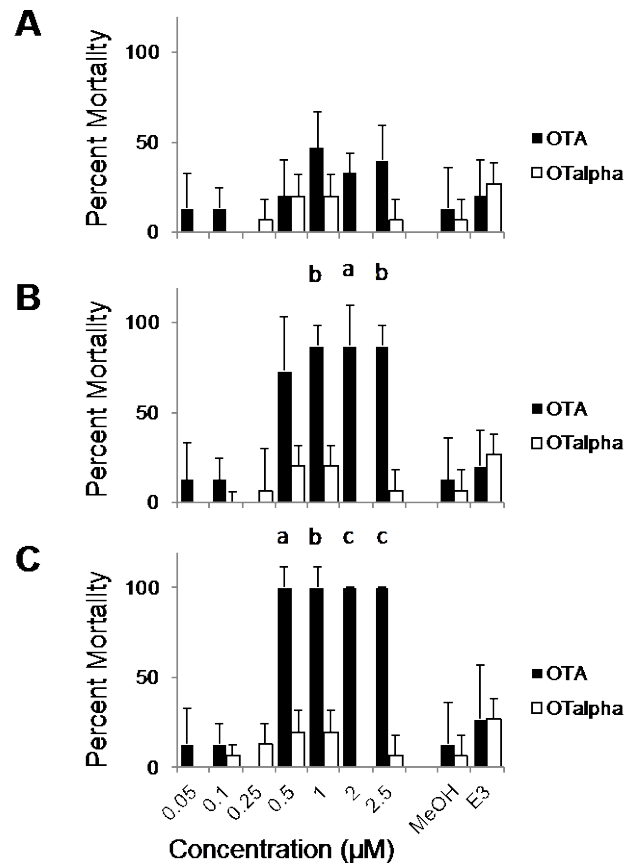 A
Percent Mortality
100
50
0
OTA
OTalpha
B
b a b
Percent Mortality
100
50
0
OTA
OTalpha
C
a b c c
Percent Mortality
100
50
0
OTA
OTalpha
0.05 0.1 0.25 0.5 1 2 2.5 MeOH E3
Concentration (µM)